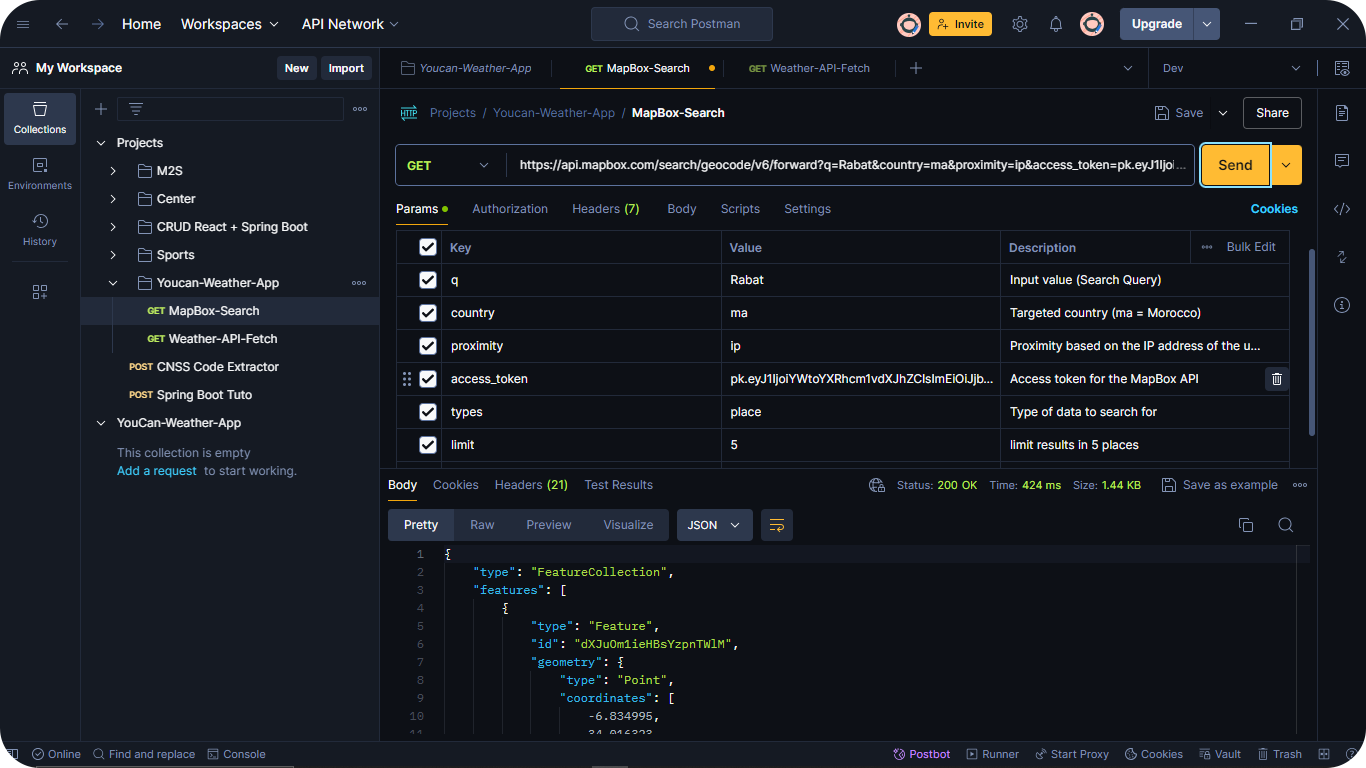 Home Workspaces API Network Search Postman Invite Upgrade
My Workspace New Import Youcan-Weather-App GET MapBox-Search GET Weather-API-Fetch Dev
Collections
Environments
History
Projects
M2S
Center
CRUD React + Spring Boot
Sports
Youcan-Weather-App
GET MapBox-Search
GET Weather-API-Fetch
POST CNSS Code Extractor
POST Spring Boot Tuto
YouCan-Weather-App
This collection is empty
Add a request to start working.
HTTP Projects / Youcan-Weather-App / MapBox-Search Save Share
GET https://api.mapbox.com/search/geocode/v6/forward?q=Rabat&country=ma&proximity=ip&access_token=pk.eyJ1Ijoi... Send
Params Authorization Headers (7) Body Scripts Settings Cookies
Key Value Description Bulk Edit
q Rabat Input value (Search Query)
country ma Targeted country (ma = Morocco)
proximity ip Proximity based on the IP address of the u...
access_token Access token for the MapBox API
types place Type of data to search for
limit 5 limit results in 5 places
Body Cookies Headers (21) Test Results Status: 200 OK Time: 424 ms Size: 1.44 KB Save as example
Pretty Raw Preview Visualize JSON
1 {
2 "type": "FeatureCollection",
3 "features": [
4 {
5 "type": "Feature",
6 "id": "dXJuOm1ieHBsYzpnTWlM",
7 "geometry": {
8 "type": "Point",
9 "coordinates": [
10 -6.834995,
11 34.016323
Online Find and replace Console Postbot Runner Start Proxy Cookies Vault Trash